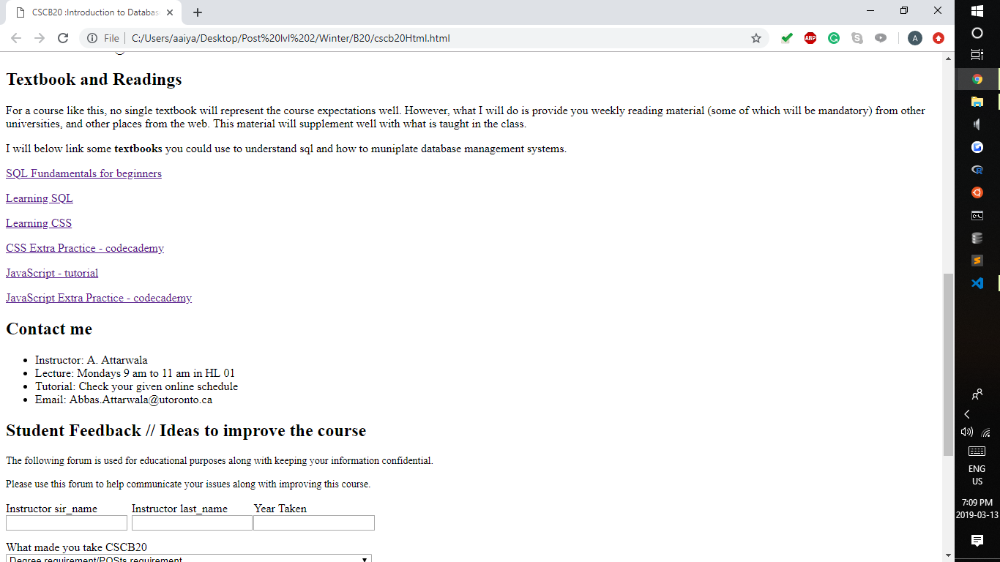 CSCB20 :Introduction to Databas
File
C:/Users/aaiya/Desktop/Post%20lvl%202/Winter/B20/cscb20Html.html
ABP
A
Textbook and Readings
For a course like this, no single textbook will represent the course expectations well. However, what I will do is provide you weekly reading material (some of which will be mandatory) from other
universities, and other places from the web. This material will supplement well with what is taught in the class.
I will below link some textbooks you could use to understand sql and how to muniplate database management systems.
SQL Fundamentals for beginners
Learning SQL
Learning CSS
CSS Extra Practice - codecademy
JavaScript - tutorial
JavaScript Extra Practice - codecademy
Contact me
• Instructor: A. Attarwala
• Lecture: Mondays 9 am to 11 am in HL 01
• Tutorial: Check your given online schedule
• Email: Abbas.Attarwala@utoronto.ca
Student Feedback // Ideas to improve the course
The following forum is used for educational purposes along with keeping your information confidential.
Please use this forum to help communicate your issues along with improving this course.
Instructor sir_name Instructor last_name Year Taken
What made you take CSCB20
Degree requirement/POSts requirement
ENG
US
7:09 PM
2019-03-13